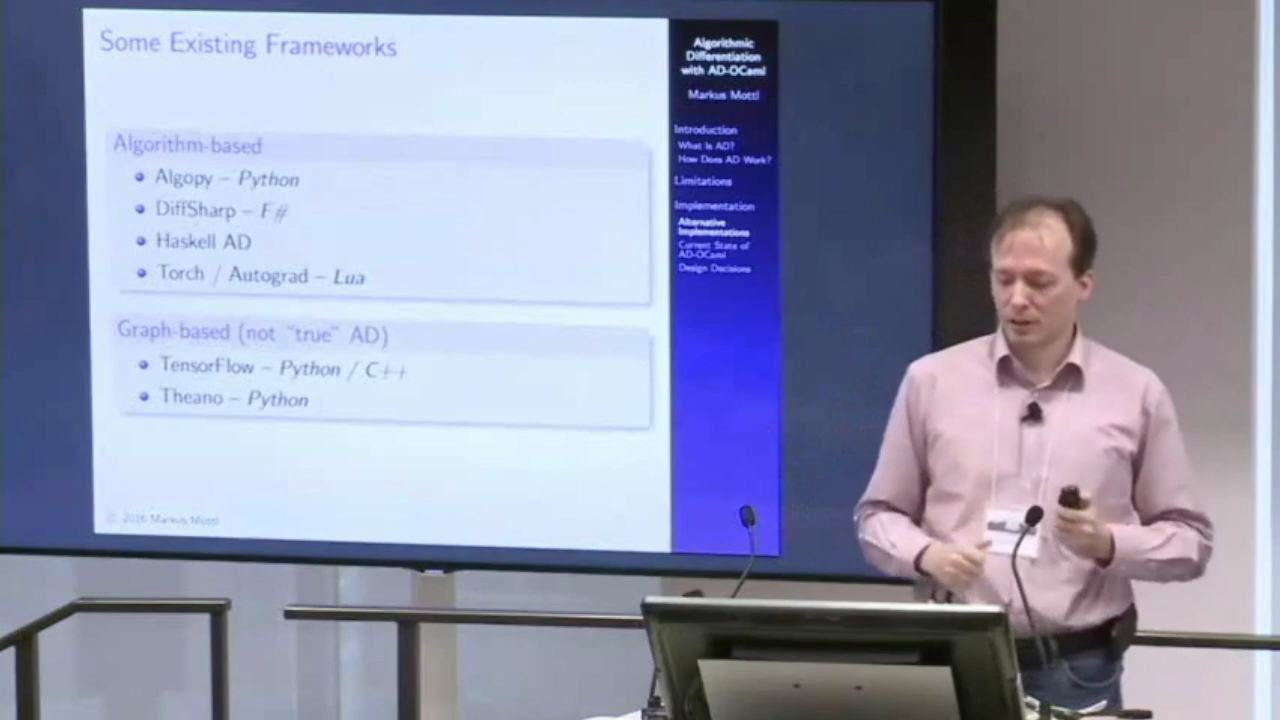 Some Existing Frameworks
Algorithm-based
Algopy – Python
DiffSharp – F#
Haskell AD
Torch / Autograd – Lua
Graph-based (not "true" AD)
TensorFlow – Python / C++
Theano – Python
© 2016 Markus Mottl
Algorithmic
Differentiation
with AD-OCaml
Markus Mottl
Introduction
What Is AD?
How Does AD Work?
Limitations
Implementation
Alternative
Implementations
Current State of
AD-OCaml
Design Decisions